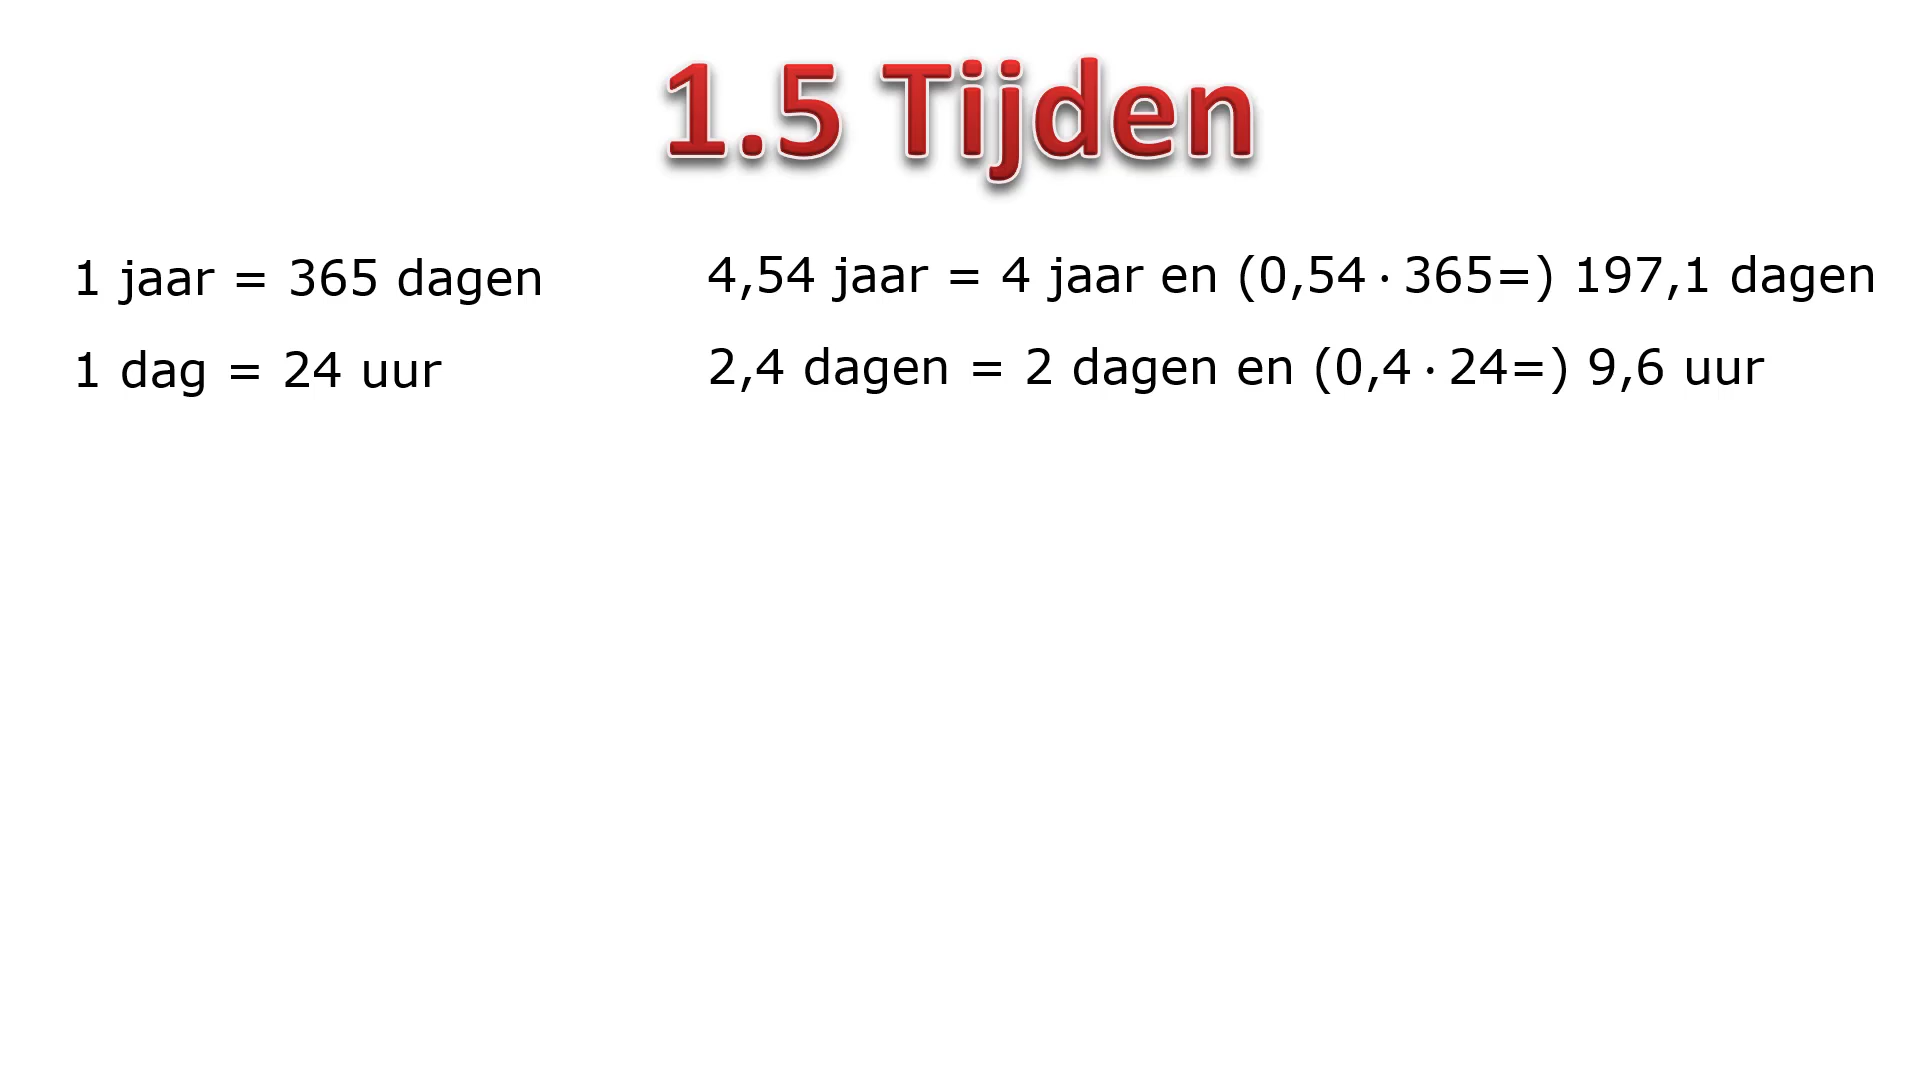 1.5 Tijden
1 jaar = 365 dagen
4,54 jaar = 4 jaar en (0,54 · 365=) 197,1 dagen
1 dag = 24 uur
2,4 dagen = 2 dagen en (0,4 · 24=) 9,6 uur